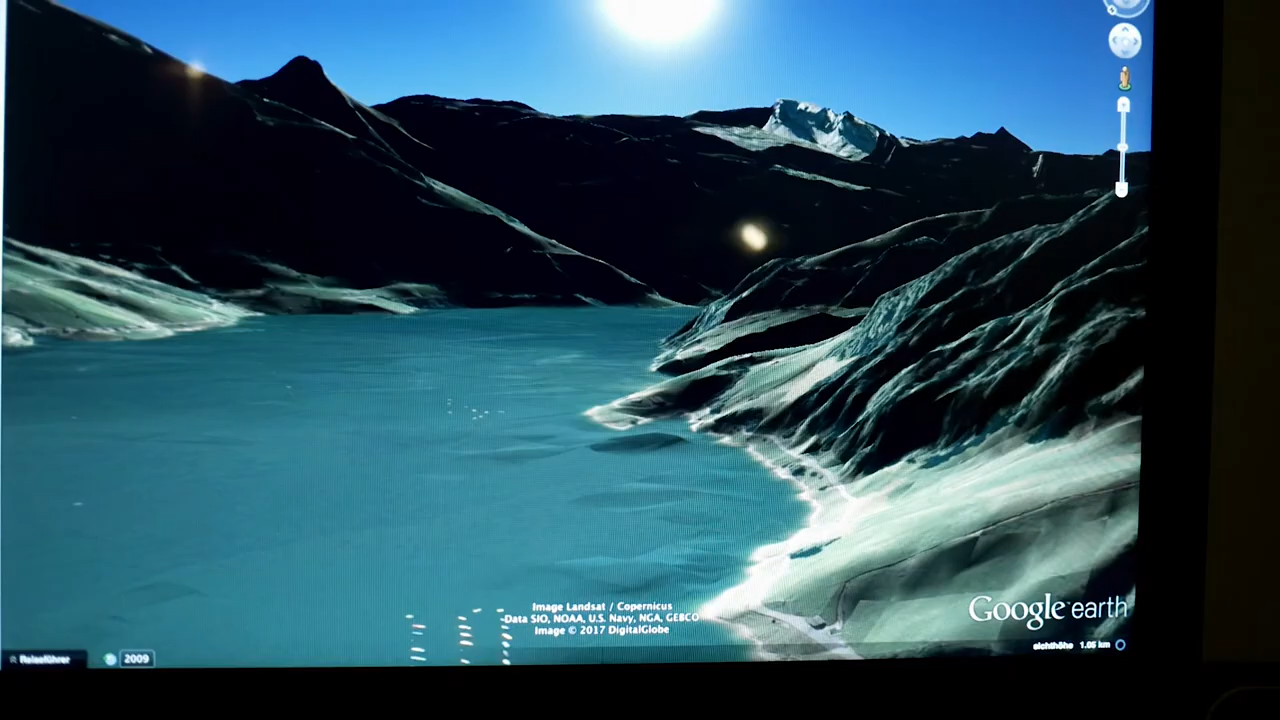 Image Landsat / Copernicus
Data SIO, NOAA, U.S. Navy, NGA, GEBCO
Image © 2017 DigitalGlobe
Google earth
Reiseführer
2009
sichthöhe 1.05 km